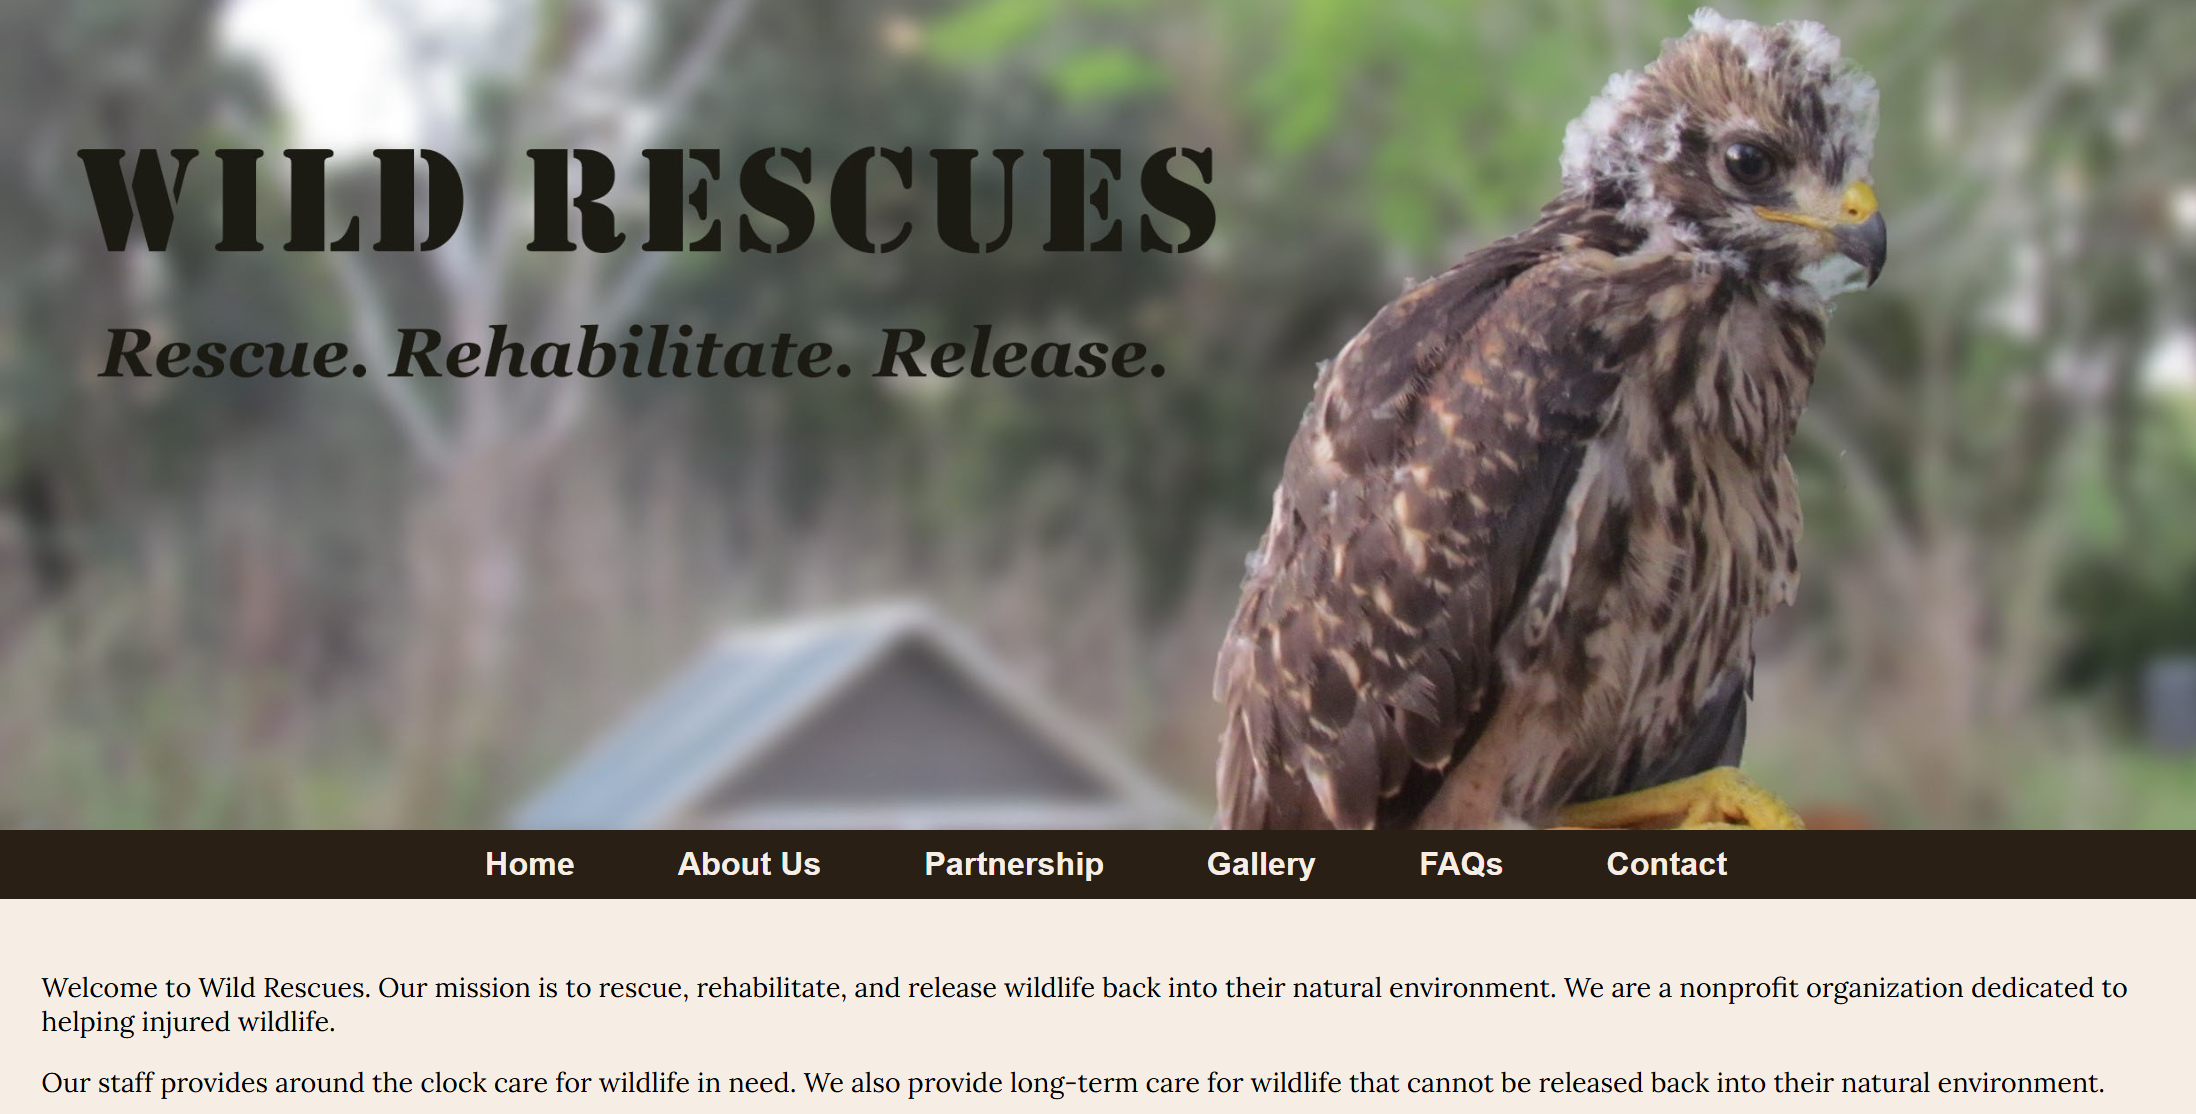 WILD RESCUES
Rescue. Rehabilitate. Release.
Home About Us Partnership Gallery FAQs Contact
Welcome to Wild Rescues. Our mission is to rescue, rehabilitate, and release wildlife back into their natural environment. We are a nonprofit organization dedicated to
helping injured wildlife.
Our staff provides around the clock care for wildlife in need. We also provide long-term care for wildlife that cannot be released back into their natural environment.